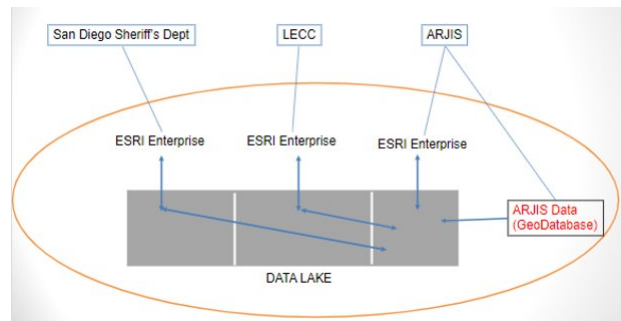 San Diego Sheriff's Dept
LECC
ARJIS
ESRI Enterprise
ESRI Enterprise
ESRI Enterprise
ARJIS Data
(GeoDatabase)
DATA LAKE